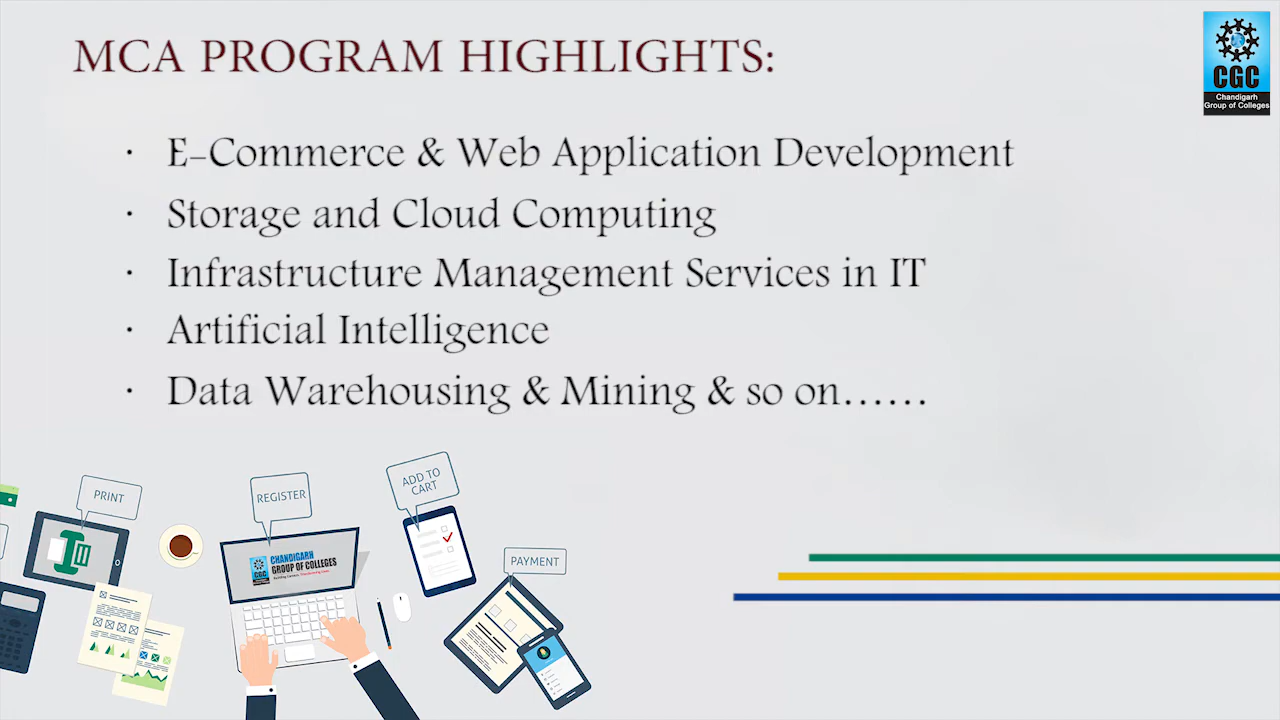 MCA PROGRAM HIGHLIGHTS:
CGC
Chandigarh
Group of Colleges
· E-Commerce & Web Application Development
· Storage and Cloud Computing
· Infrastructure Management Services in IT
· Artificial Intelligence
· Data Warehousing & Mining & so on......
PRINT
REGISTER
ADD TO
CART
PAYMENT
CGC
CHANDIGARH
GROUP OF COLLEGES